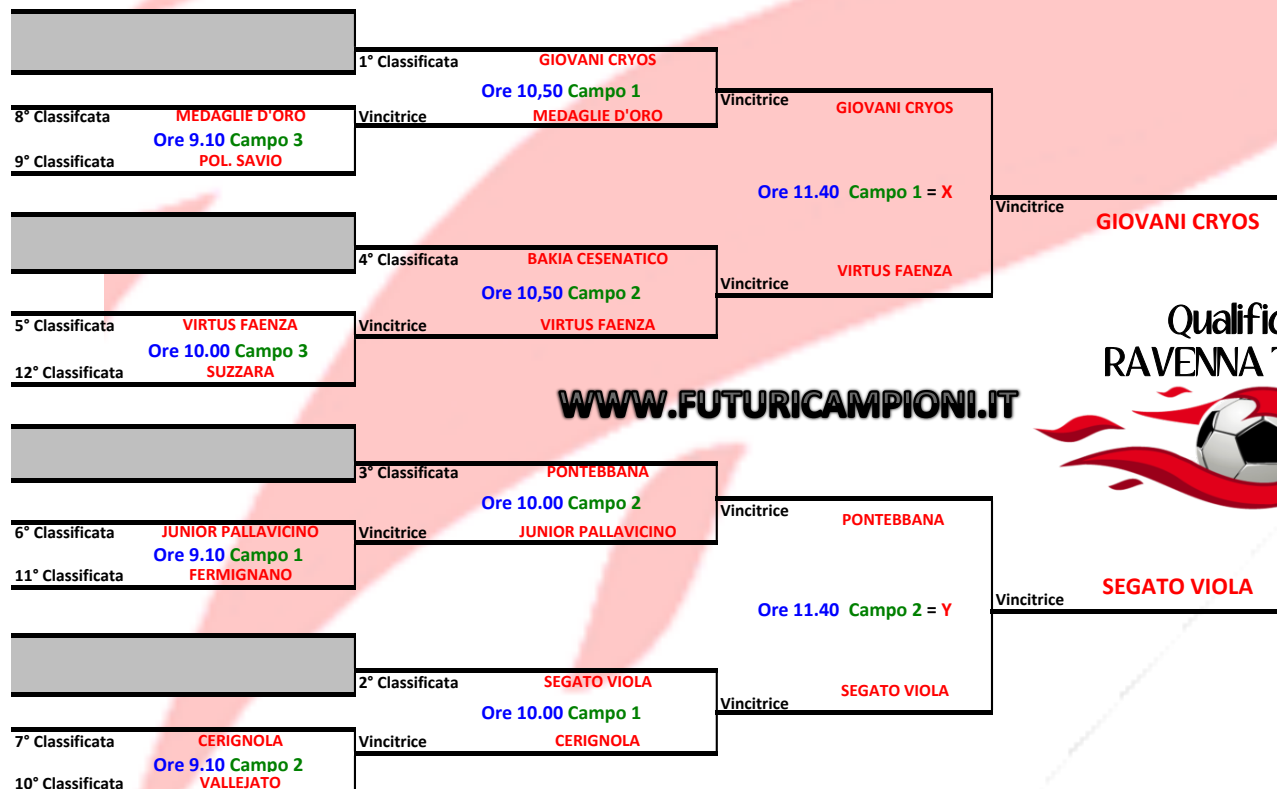 1° Classificata GIOVANI CRYOS
Ore 10,50 Campo 1
8° Classifcata MEDAGLIE D'ORO
Vincitrice MEDAGLIE D'ORO
Ore 9.10 Campo 3
9° Classificata POL. SAVIO
Vincitrice GIOVANI CRYOS
Ore 11.40 Campo 1 = X
Vincitrice GIOVANI CRYOS
4° Classificata BAKIA CESENATICO
Ore 10,50 Campo 2
Vincitrice VIRTUS FAENZA
5° Classificata VIRTUS FAENZA
Vincitrice VIRTUS FAENZA
Ore 10.00 Campo 3
12° Classificata SUZZARA
Qualific
RAVENNA
WWW.FUTURICAMPIONI.IT
3° Classificata PONTEBBANA
Ore 10.00 Campo 2
6° Classificata JUNIOR PALLAVICINO
Vincitrice JUNIOR PALLAVICINO
Ore 9.10 Campo 1
11° Classificata FERMIGNANO
Vincitrice PONTEBBANA
Ore 11.40 Campo 2 = Y
Vincitrice SEGATO VIOLA
2° Classificata SEGATO VIOLA
Ore 10.00 Campo 1
Vincitrice SEGATO VIOLA
7° Classificata CERIGNOLA
Vincitrice CERIGNOLA
Ore 9.10 Campo 2
10° Classificata VALLEJATO